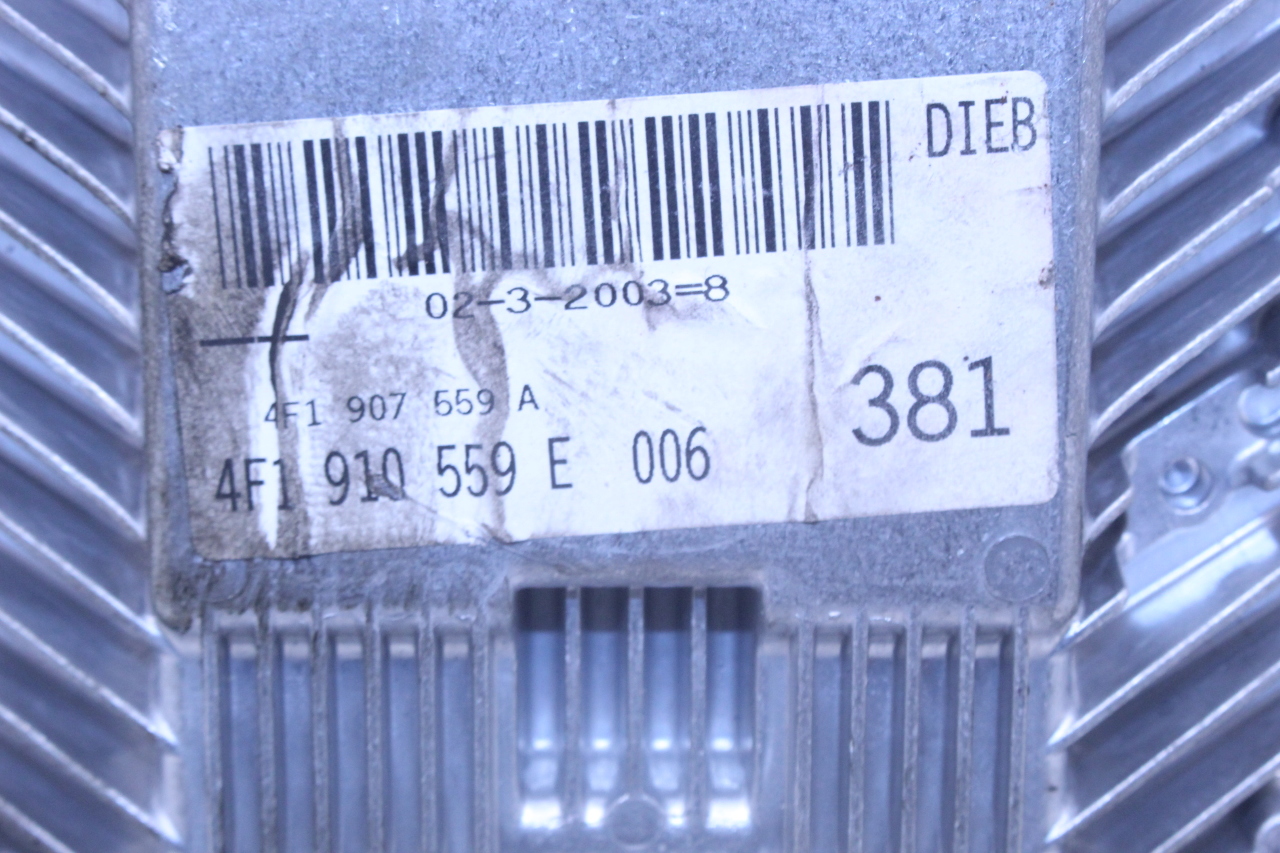 DIEB
02-3-2003=8
381
4F1 907 559 A
4F1 910 559 E 006